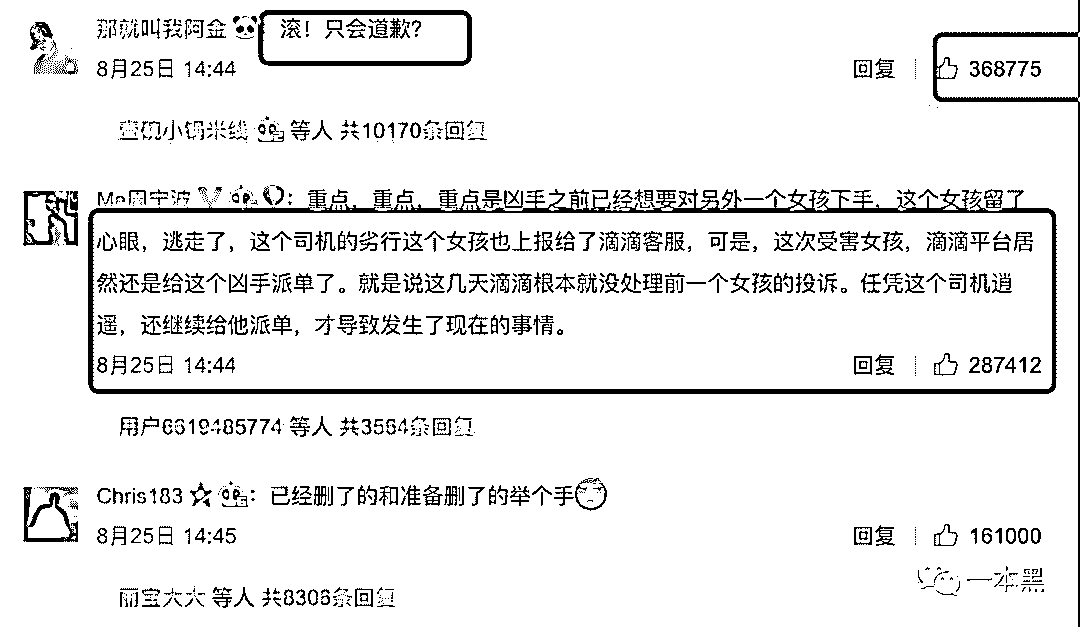 那就叫我阿金 滚！只会道歉？
8月25日 14:44
回复 368775
等人 共10170条回复
重点，重点，重点是凶手之前已经想要对另外一个女孩下手，这个女孩留了
心眼，逃走了，这个司机的劣行这个女孩也上报给了滴滴客服，可是，这次受害女孩，滴滴平台居
然还是给这个凶手派单了。就是说这几天滴滴根本就没处理前一个女孩的投诉。任凭这个司机逍
遥，还继续给他派单，才导致发生了现在的事情。
8月25日 14:44
回复 287412
用户6619485774 等人 共3564条回复
Chris183 ：已经删了的和准备删了的举个手
8月25日 14:45
回复 161000
丽宝大大 等人 共8306条回复
一本黑